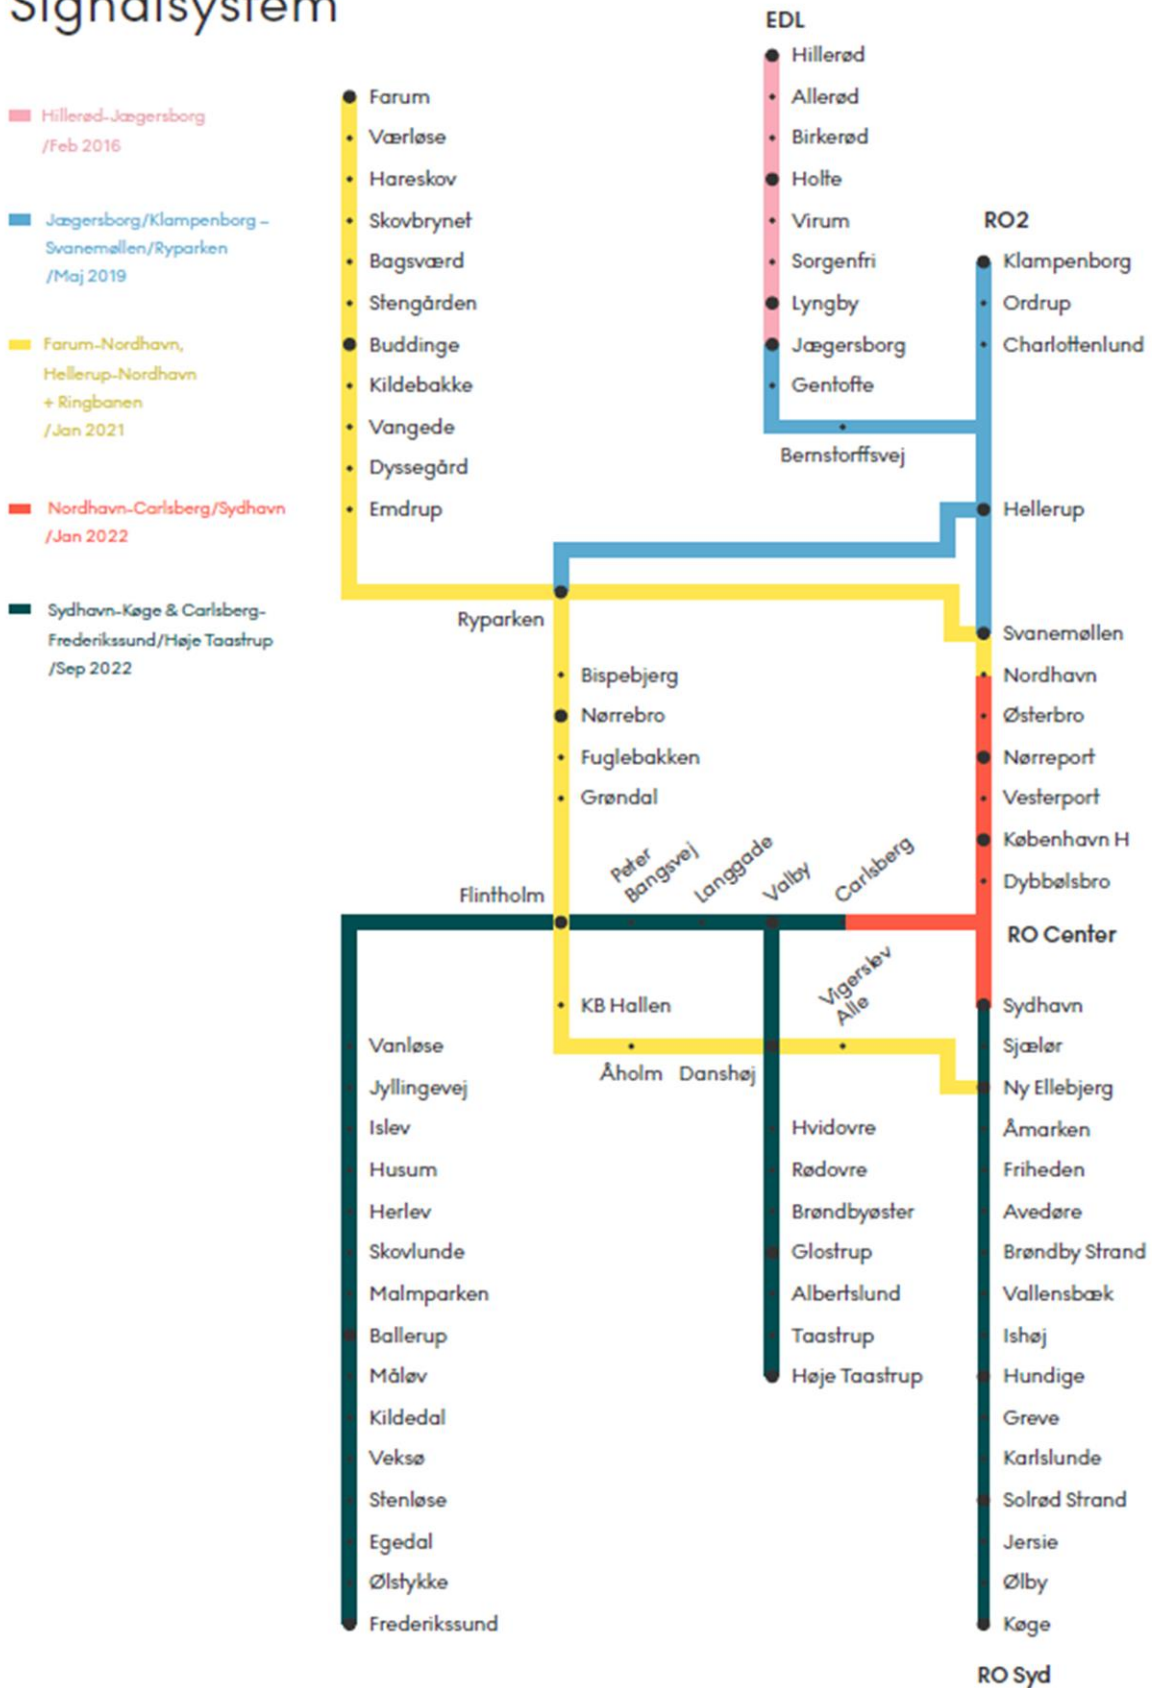 Signalsystem
Hillerød-Jægersborg
/Feb 2016
Jægersborg/Klampenborg –
Svanemøllen/Ryparken
/Maj 2019
Farum-Nordhavn,
Hellerup-Nordhavn
+ Ringbanen
/Jan 2021
Nordhavn-Carlsberg/Sydhavn
/Jan 2022
Sydhavn-Køge & Carlsberg-
Frederikssund/Høje Taastrup
/Sep 2022
Farum
Værløse
Hareskov
Skovbrynet
Bagsværd
Stengården
Buddinge
Kildebakke
Vangede
Dyssegård
Emdrup
EDL
Hillerød
Allerød
Birkerød
Holte
Virum
Sorgenfri
Lyngby
Jægersborg
Gentofte
Bernstorffsvej
RO2
Klampenborg
Ordrup
Charlottenlund
Hellerup
Svanemøllen
Nordhavn
Østerbro
Nørreport
Vesterport
København H
Dybbølsbro
RO Center
Ryparken
Bispebjerg
Nørrebro
Fuglebakken
Grøndal
Flintholm
Peter
Bangsvej
Langgade
Valby
Carlsberg
KB Hallen
Åholm
Danshøj
Vigerslev
Alle
Vanløse
Jyllingevej
Islev
Husum
Herlev
Skovlunde
Malmparken
Ballerup
Måløv
Kildedal
Veksø
Stenløse
Egedal
Ølstykke
Frederikssund
Hvidovre
Rødovre
Brøndbyøster
Glostrup
Albertslund
Taastrup
Høje Taastrup
Sydhavn
Sjælør
Ny Ellebjerg
Åmarken
Friheden
Avedøre
Brøndby Strand
Vallensbæk
Ishøj
Hundige
Greve
Karlslunde
Solrød Strand
Jersie
Ølby
Køge
RO Syd